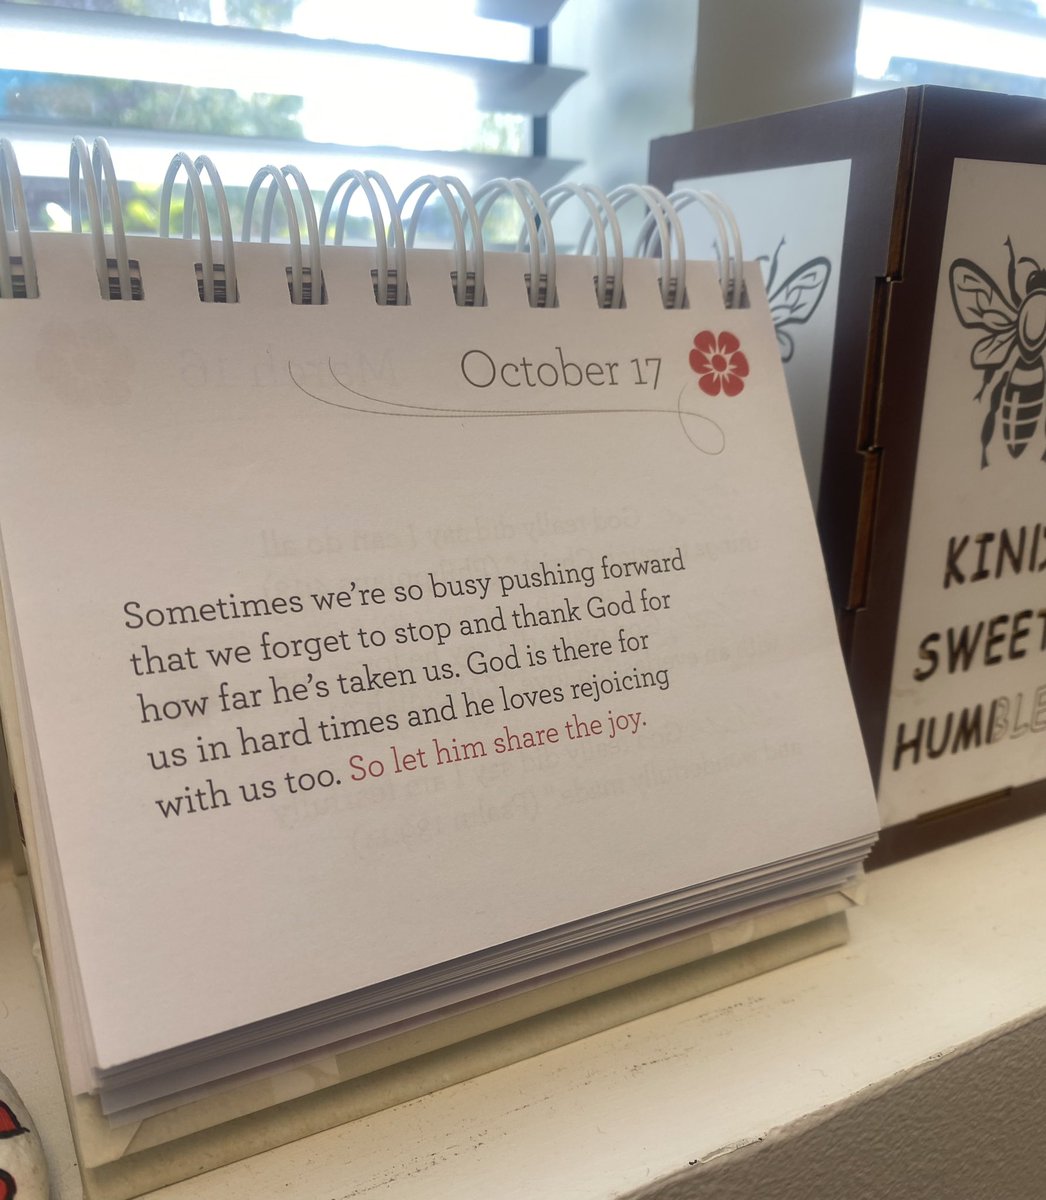 October 17
Sometimes we're so busy pushing forward
that we forget to stop and thank God for
how far he's taken us. God is there for
us in hard times and he loves rejoicing
with us too. So let him share the joy.
SWEET
HUMBLE